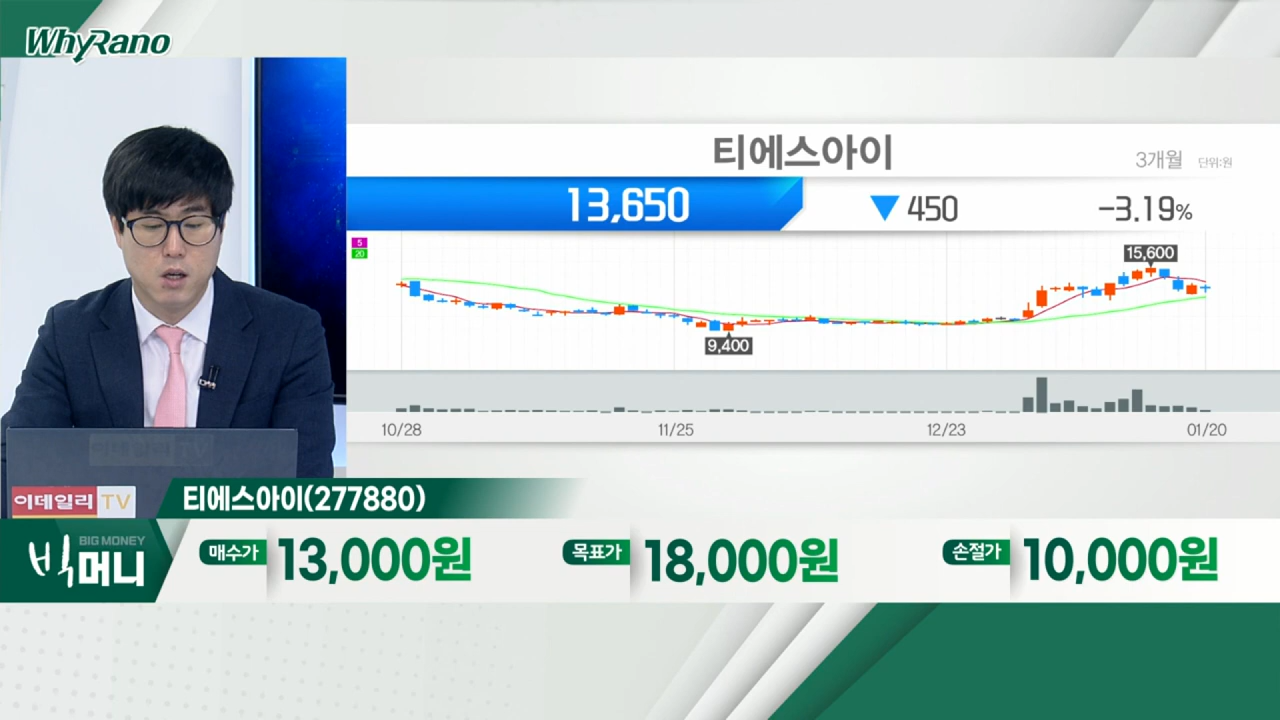 WhyRano
티에스아이
3개월 단위:원
13,650 ▼ 450 -3.19%
5
20
15,600
9,400
10/28 11/25 12/23 01/20
이데일리 TV
티에스아이(277880)
BIG MONEY
빅머니
매수가 13,000원 목표가 18,000원 손절가 10,000원